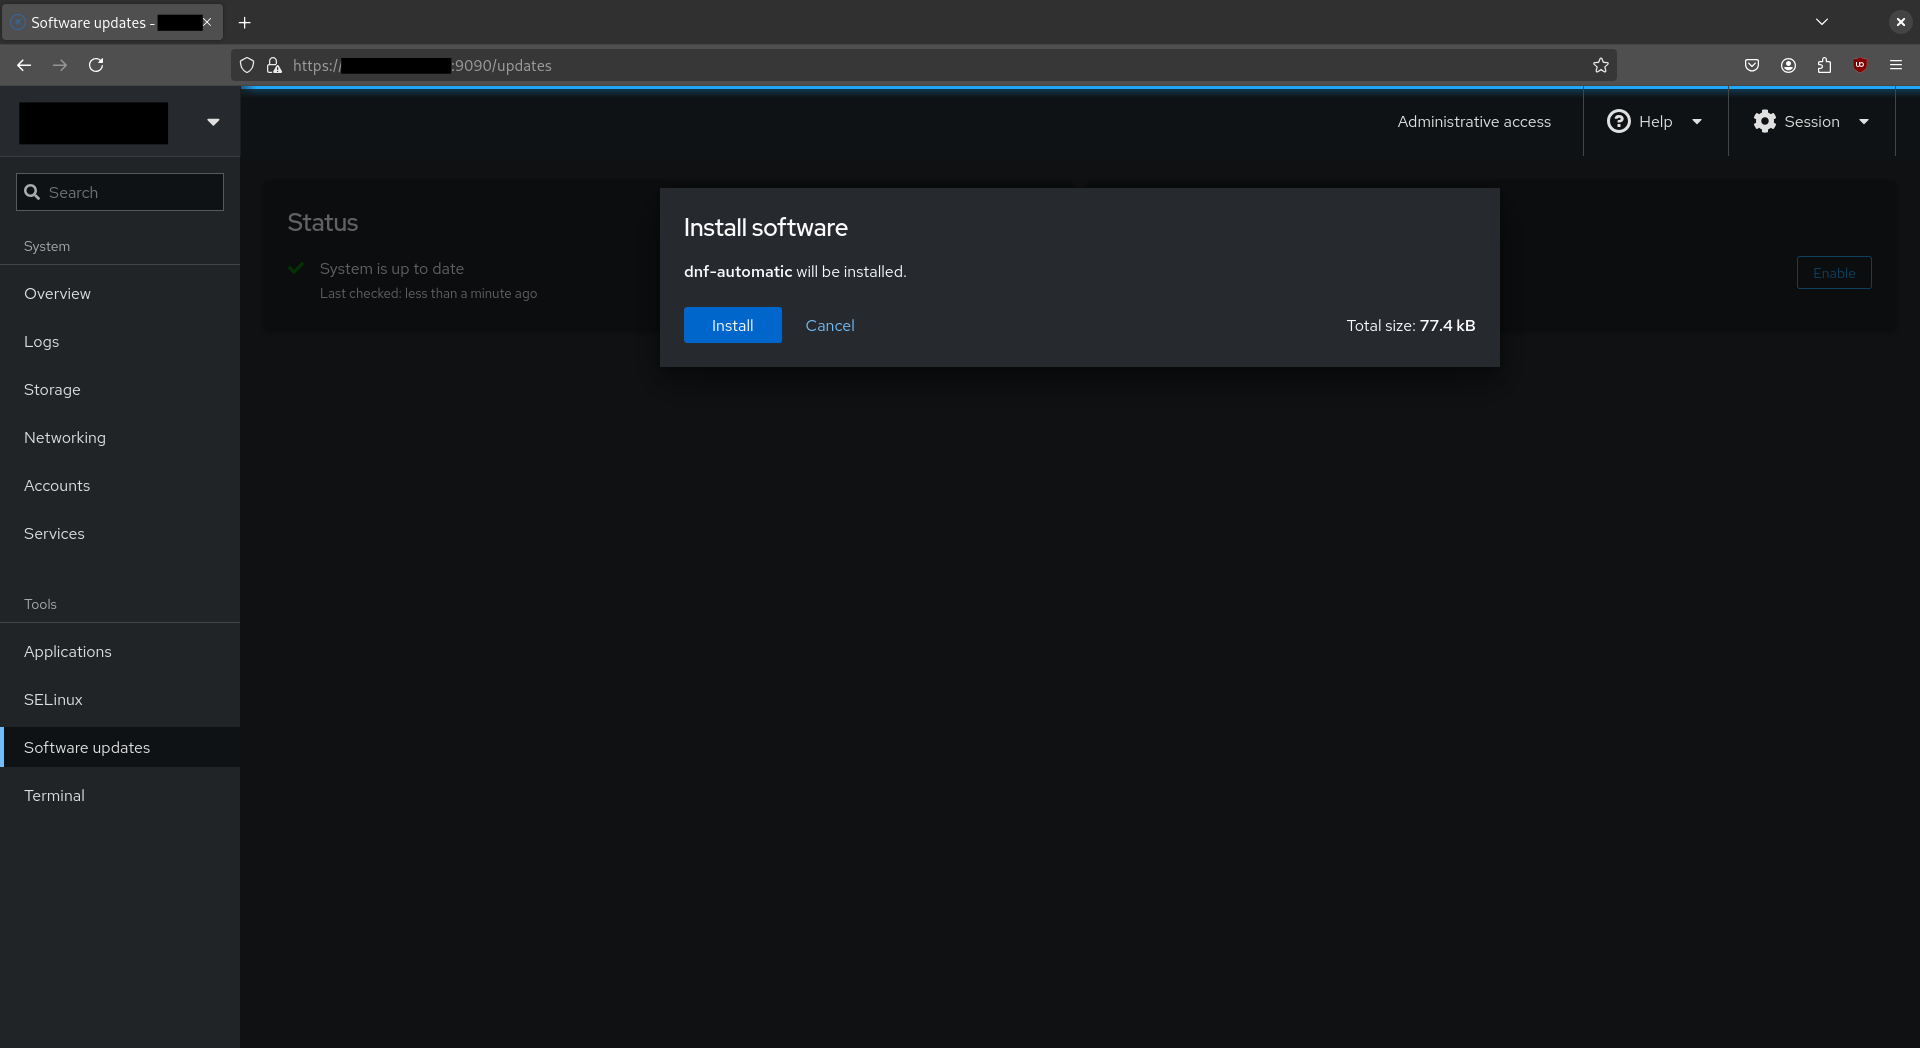 Software updates -
https:// :9090/updates
Administrative access
Help
Session
Search
System
Overview
Logs
Storage
Networking
Accounts
Services
Tools
Applications
SELinux
Software updates
Terminal
Status
System is up to date
Last checked: less than a minute ago
Enable
Install software
dnf-automatic will be installed.
Install
Cancel
Total size: 77.4 kB